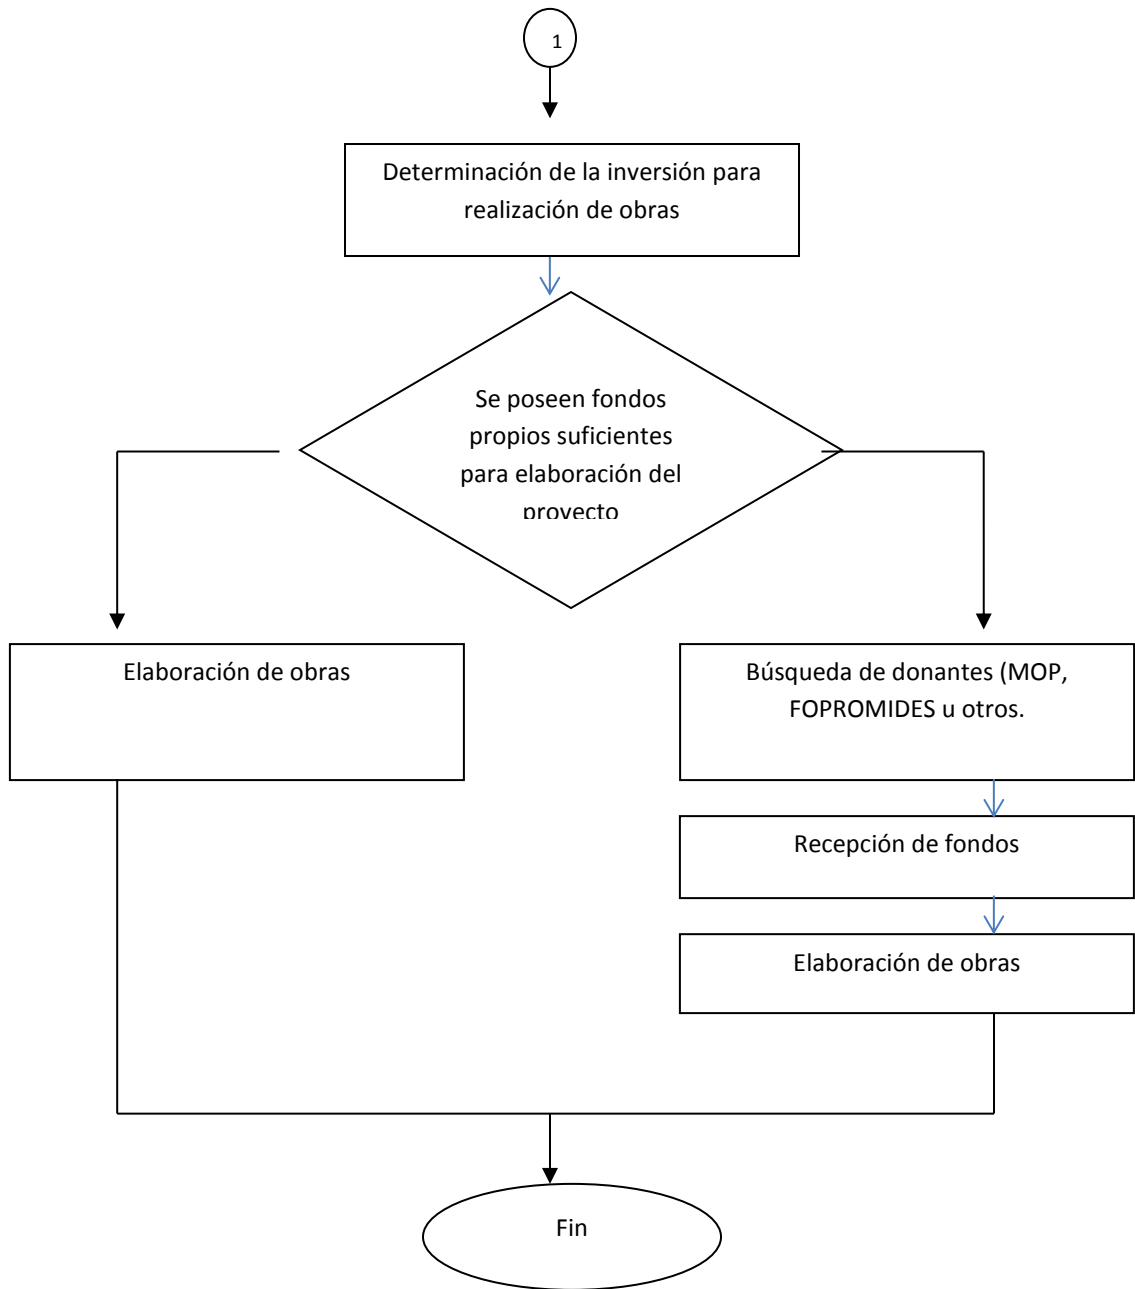 1
Determinación de la inversión para
realización de obras
Se poseen fondos
propios suficientes
para elaboración del
proyecto
Elaboración de obras
Búsqueda de donantes (MOP,
FOPROMIDES u otros.
Recepción de fondos
Elaboración de obras
Fin